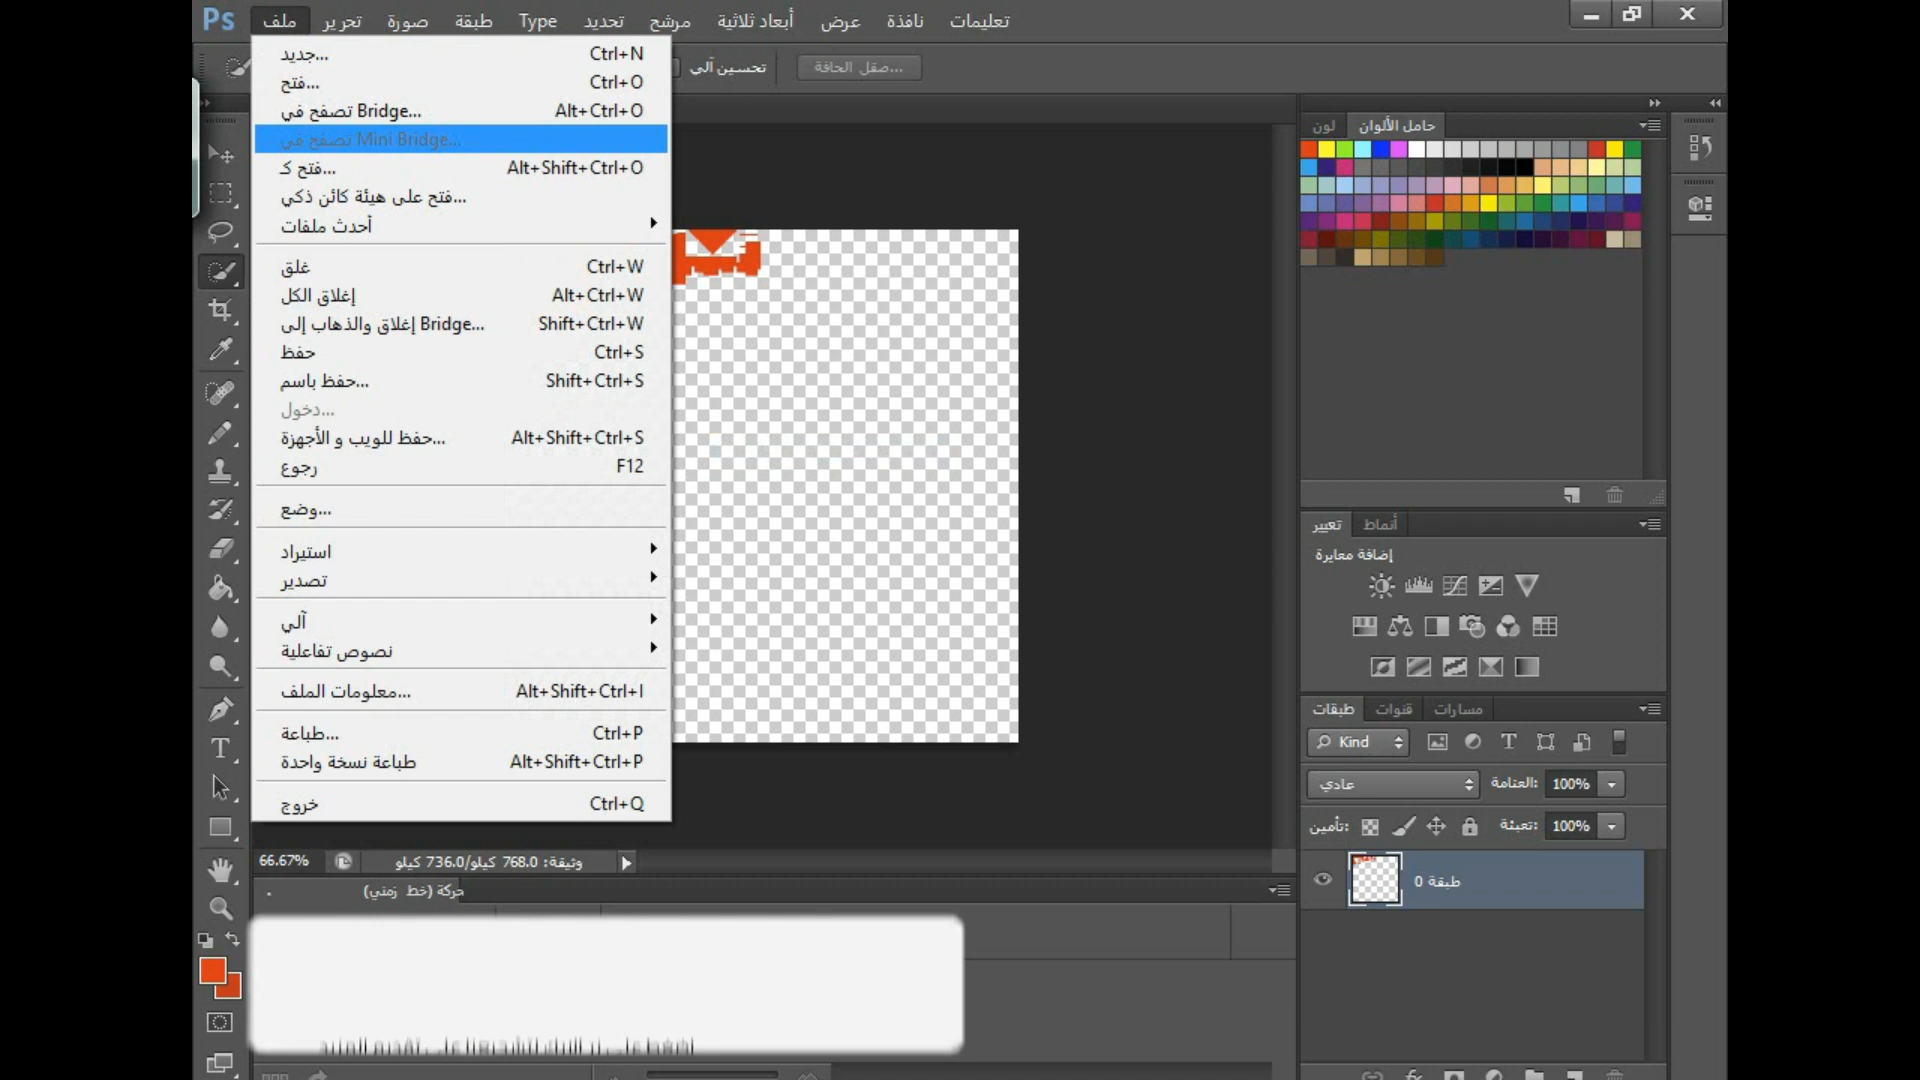 Ps ملف تحرير صورة طبقة Type تحديد مرشح أبعاد ثلاثية عرض نافذة تعليمات
تحسين آلي صقل الحافة...
جديد... Ctrl+N
فتح... Ctrl+O
تصفح في Bridge... Alt+Ctrl+O
تصفح في Mini Bridge...
فتح كـ... Alt+Shift+Ctrl+O
فتح على هيئة كائن ذكي...
أحدث ملفات
غلق Ctrl+W
إغلاق الكل Alt+Ctrl+W
إغلاق والذهاب إلى Bridge... Shift+Ctrl+W
حفظ Ctrl+S
حفظ باسم... Shift+Ctrl+S
دخول...
حفظ للويب و الأجهزة... Alt+Shift+Ctrl+S
رجوع F12
وضع...
استيراد
تصدير
آلي
نصوص تفاعلية
معلومات الملف... Alt+Shift+Ctrl+I
طباعة... Ctrl+P
طباعة نسخة واحدة Alt+Shift+Ctrl+P
خروج Ctrl+Q
66.67% وثيقة: 768.0 كيلو/736.0 كيلو
حركة (خط زمني)
لون حامل الألوان
تعيير أنماط
إضافة معايرة
طبقات قنوات مسارات
Kind
عادي العتامة: 100%
تأمين: تعبئة: 100%
طبقة 0